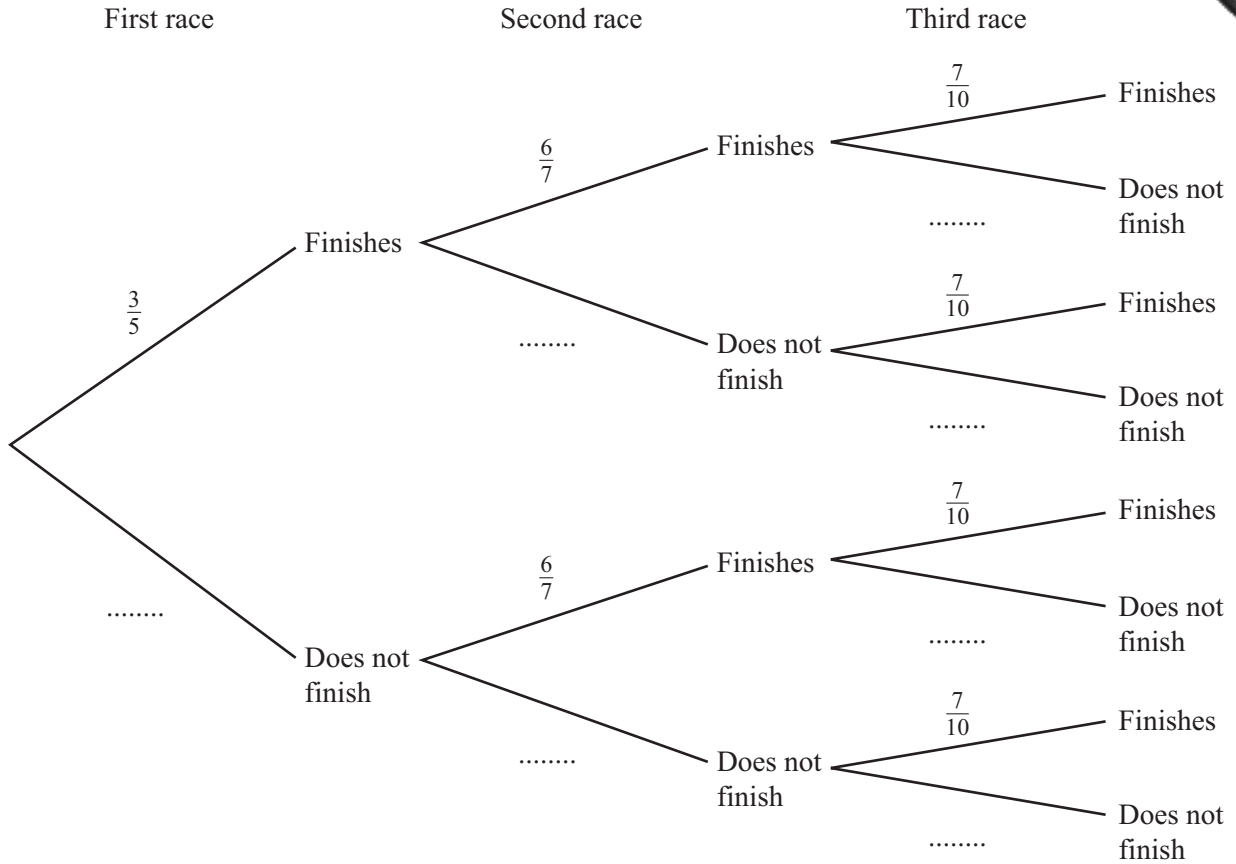 First race Second race Third race
7/10 Finishes
6/7 Finishes
Does not
finish
........
Finishes
3/5
7/10 Finishes
........ Does not
finish
Does not
finish
........
7/10 Finishes
6/7 Finishes
........
Does not
finish
........
Does not
finish
7/10 Finishes
........ Does not
finish
Does not
finish
........